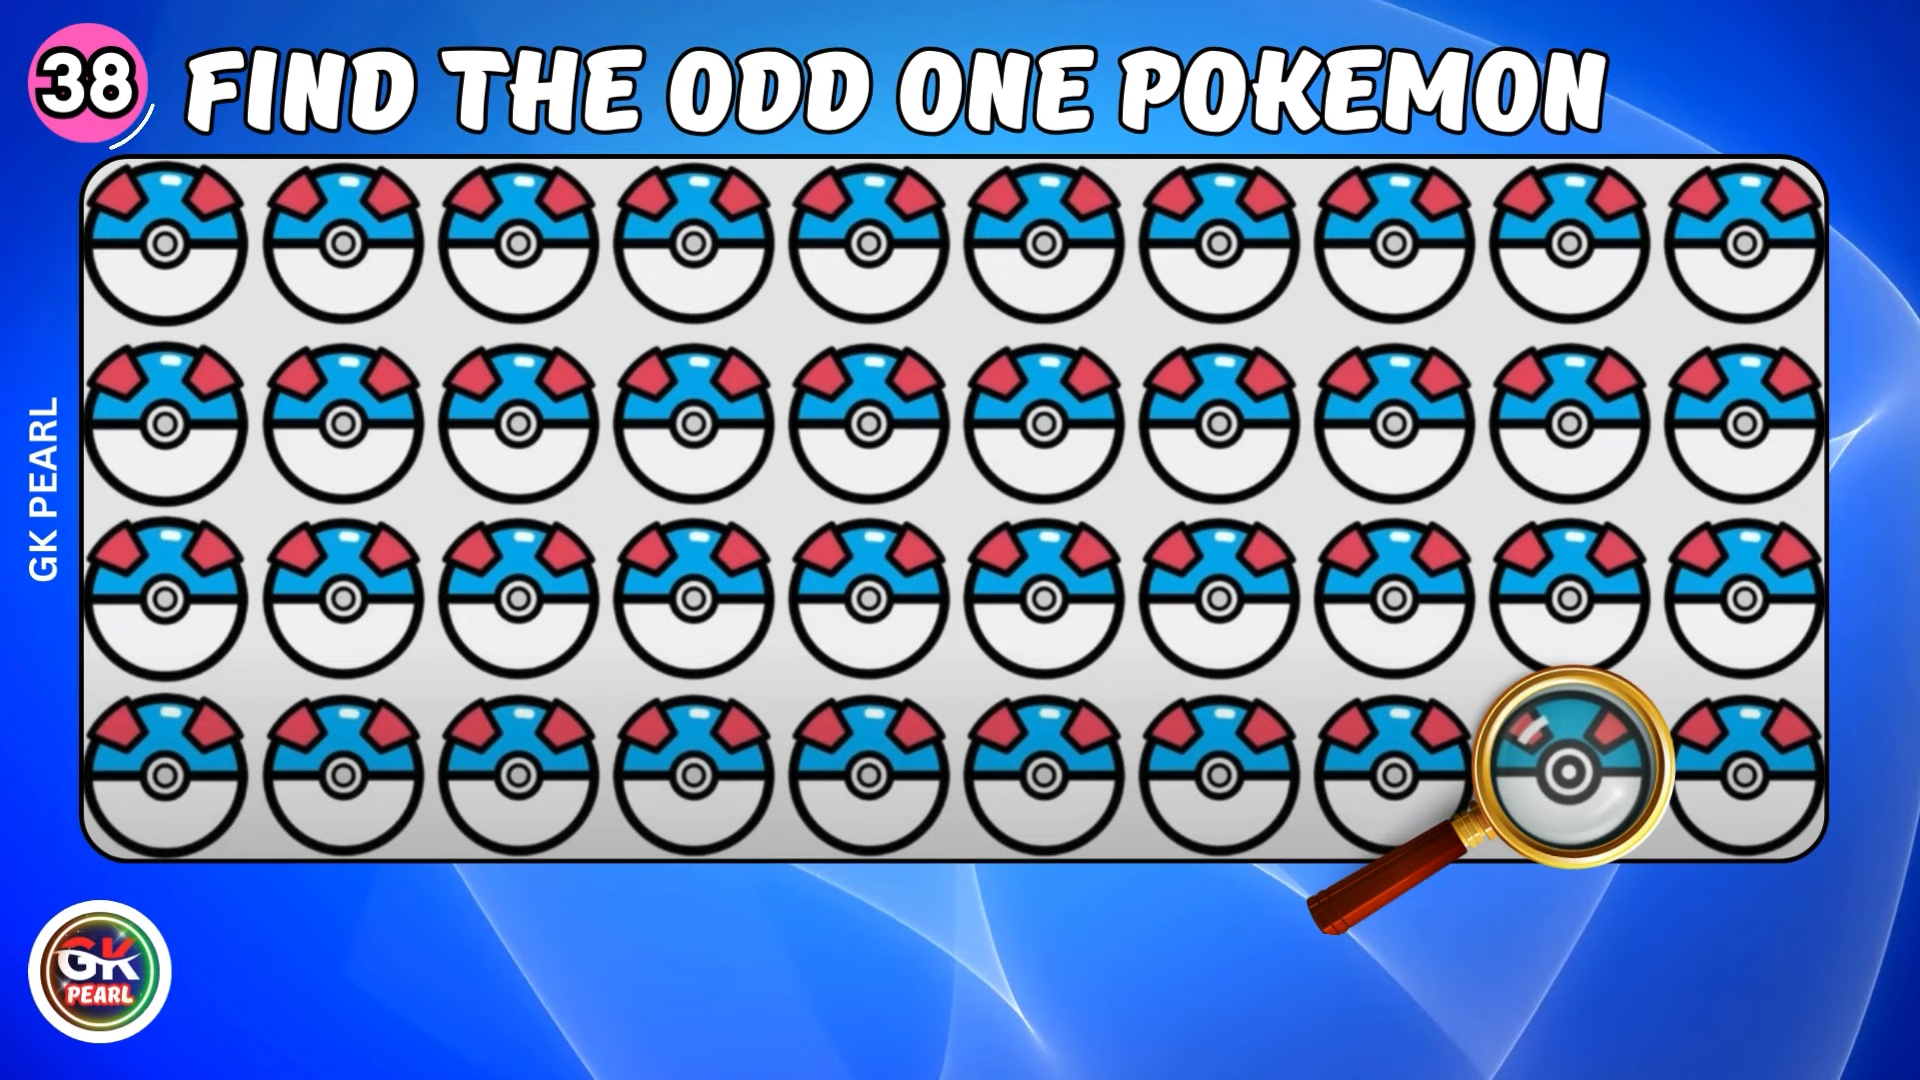 38
FIND THE ODD ONE POKEMON
GK PEARL
GK
PEARL